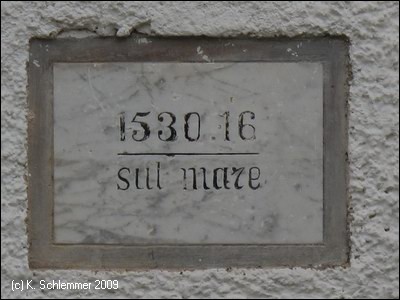 1530.16
sul mare
(c) K. Schlemmer 2009